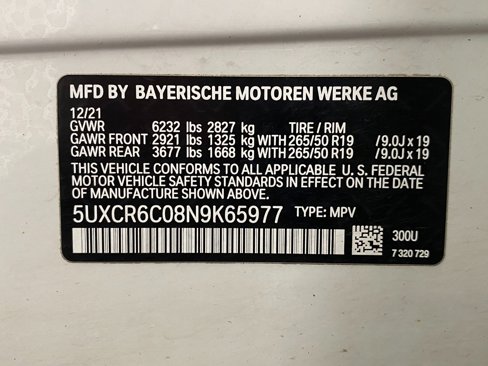 MFD BY BAYERISCHE MOTOREN WERKE AG
12/21
GVWR 6232 lbs 2827 kg TIRE / RIM
GAWR FRONT 2921 lbs 1325 kg WITH 265/50 R19 /9.0J x 19
GAWR REAR 3677 lbs 1668 kg WITH 265/50 R19 /9.0J x 19
THIS VEHICLE CONFORMS TO ALL APPLICABLE U. S. FEDERAL
MOTOR VEHICLE SAFETY STANDARDS IN EFFECT ON THE DATE
OF MANUFACTURE SHOWN ABOVE.
5UXCR6C08N9K65977 TYPE: MPV
300U
7 320 729